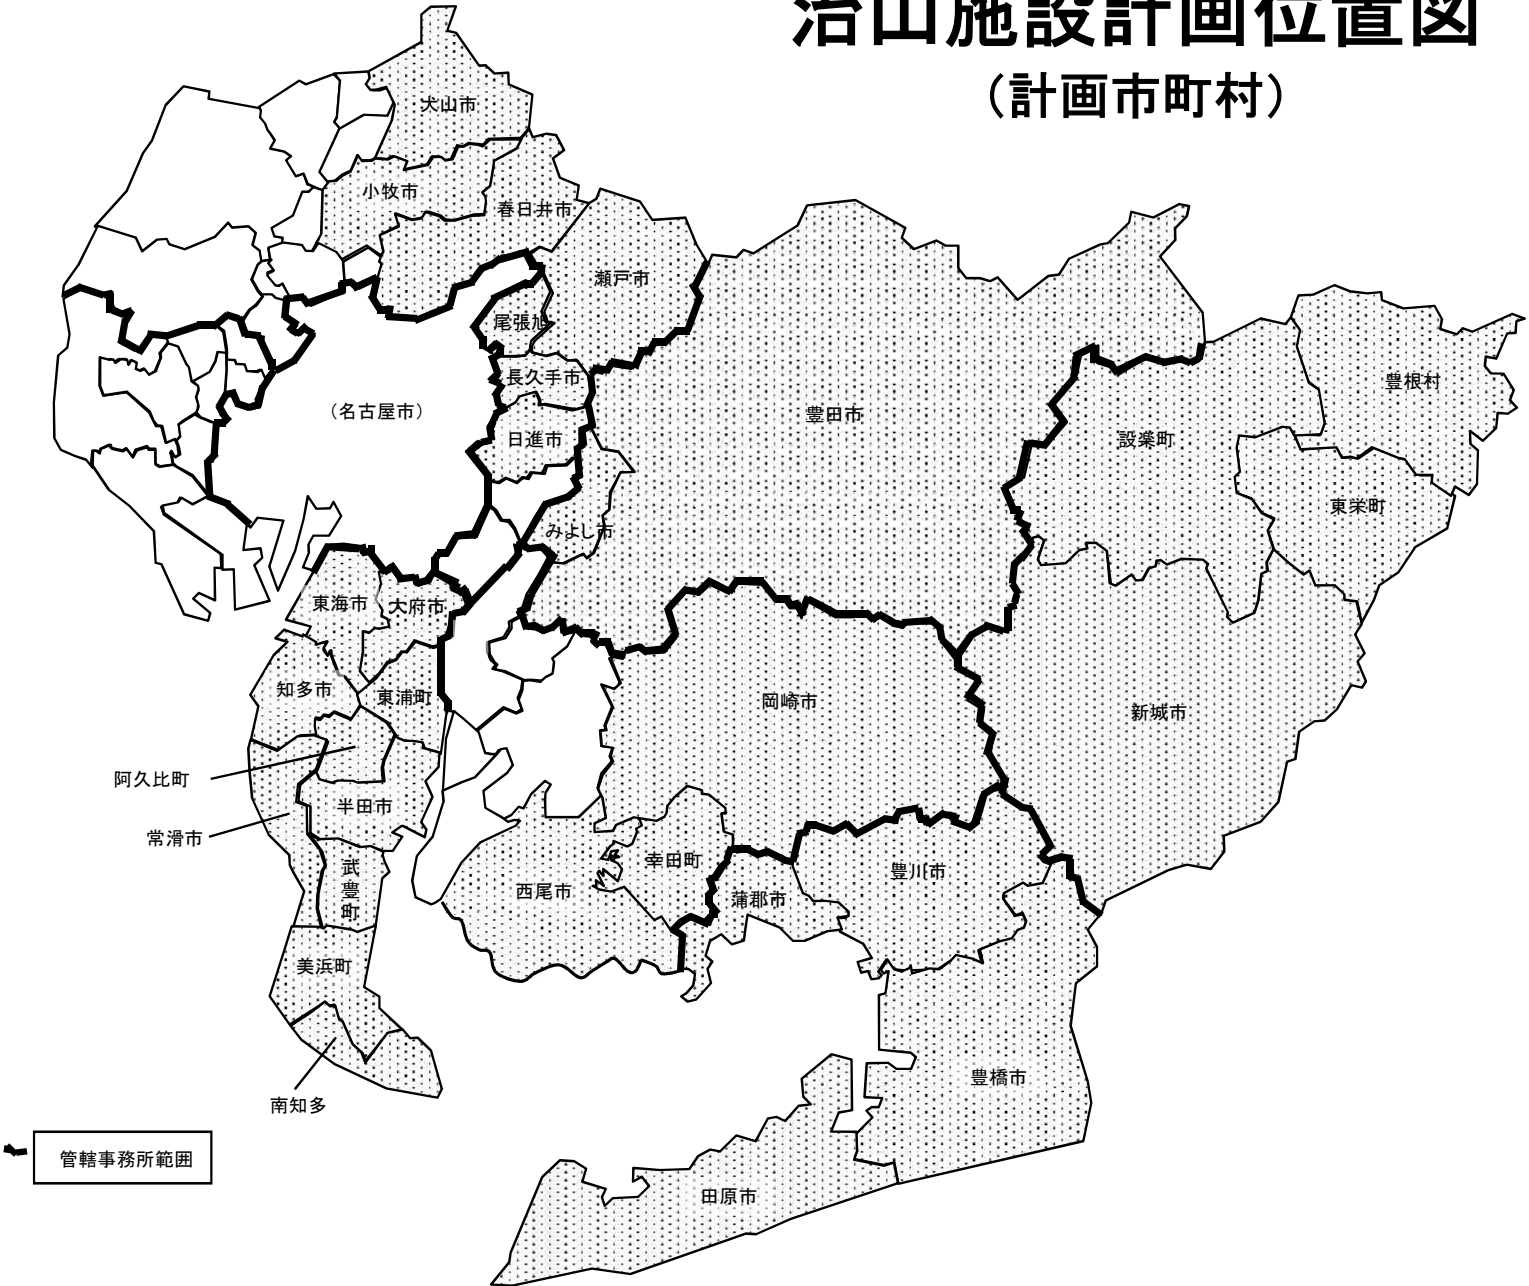 治山施設計画位置図
（計画市町村）
犬山市
小牧市
春日井市
瀬戸市
尾張旭
長久手市
（名古屋市）
日進市
豊田市
豊根村
設楽町
東栄町
みよし市
東海市
大府市
知多市
東浦町
岡崎市
新城市
阿久比町
半田市
常滑市
武豊町
幸田町
豊川市
西尾市
蒲郡市
美浜町
豊橋市
南知多
管轄事務所範囲
田原市